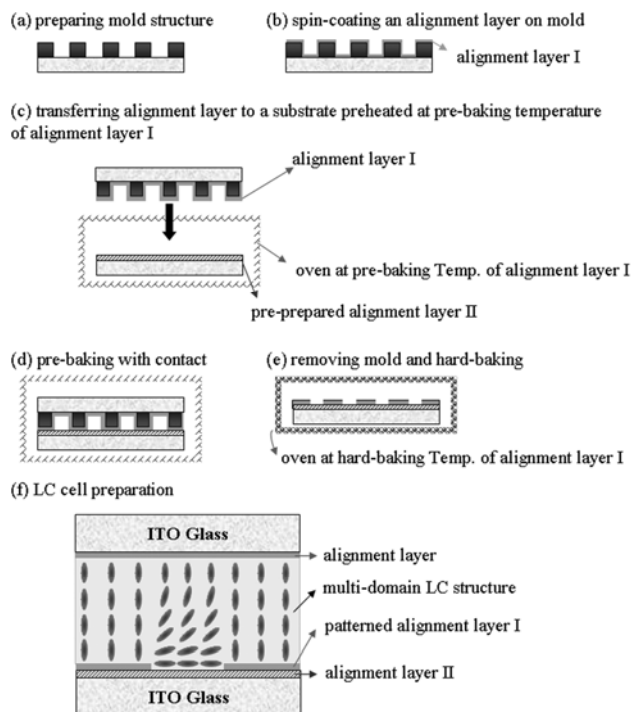 (a) preparing mold structure
(b) spin-coating an alignment layer on mold
alignment layer I
(c) transferring alignment layer to a substrate preheated at pre-baking temperature
of alignment layer I
alignment layer I
oven at pre-baking Temp. of alignment layer I
pre-prepared alignment layer II
(d) pre-baking with contact
(e) removing mold and hard-baking
oven at hard-baking Temp. of alignment layer I
(f) LC cell preparation
ITO Glass
alignment layer
multi-domain LC structure
patterned alignment layer I
alignment layer II
ITO Glass